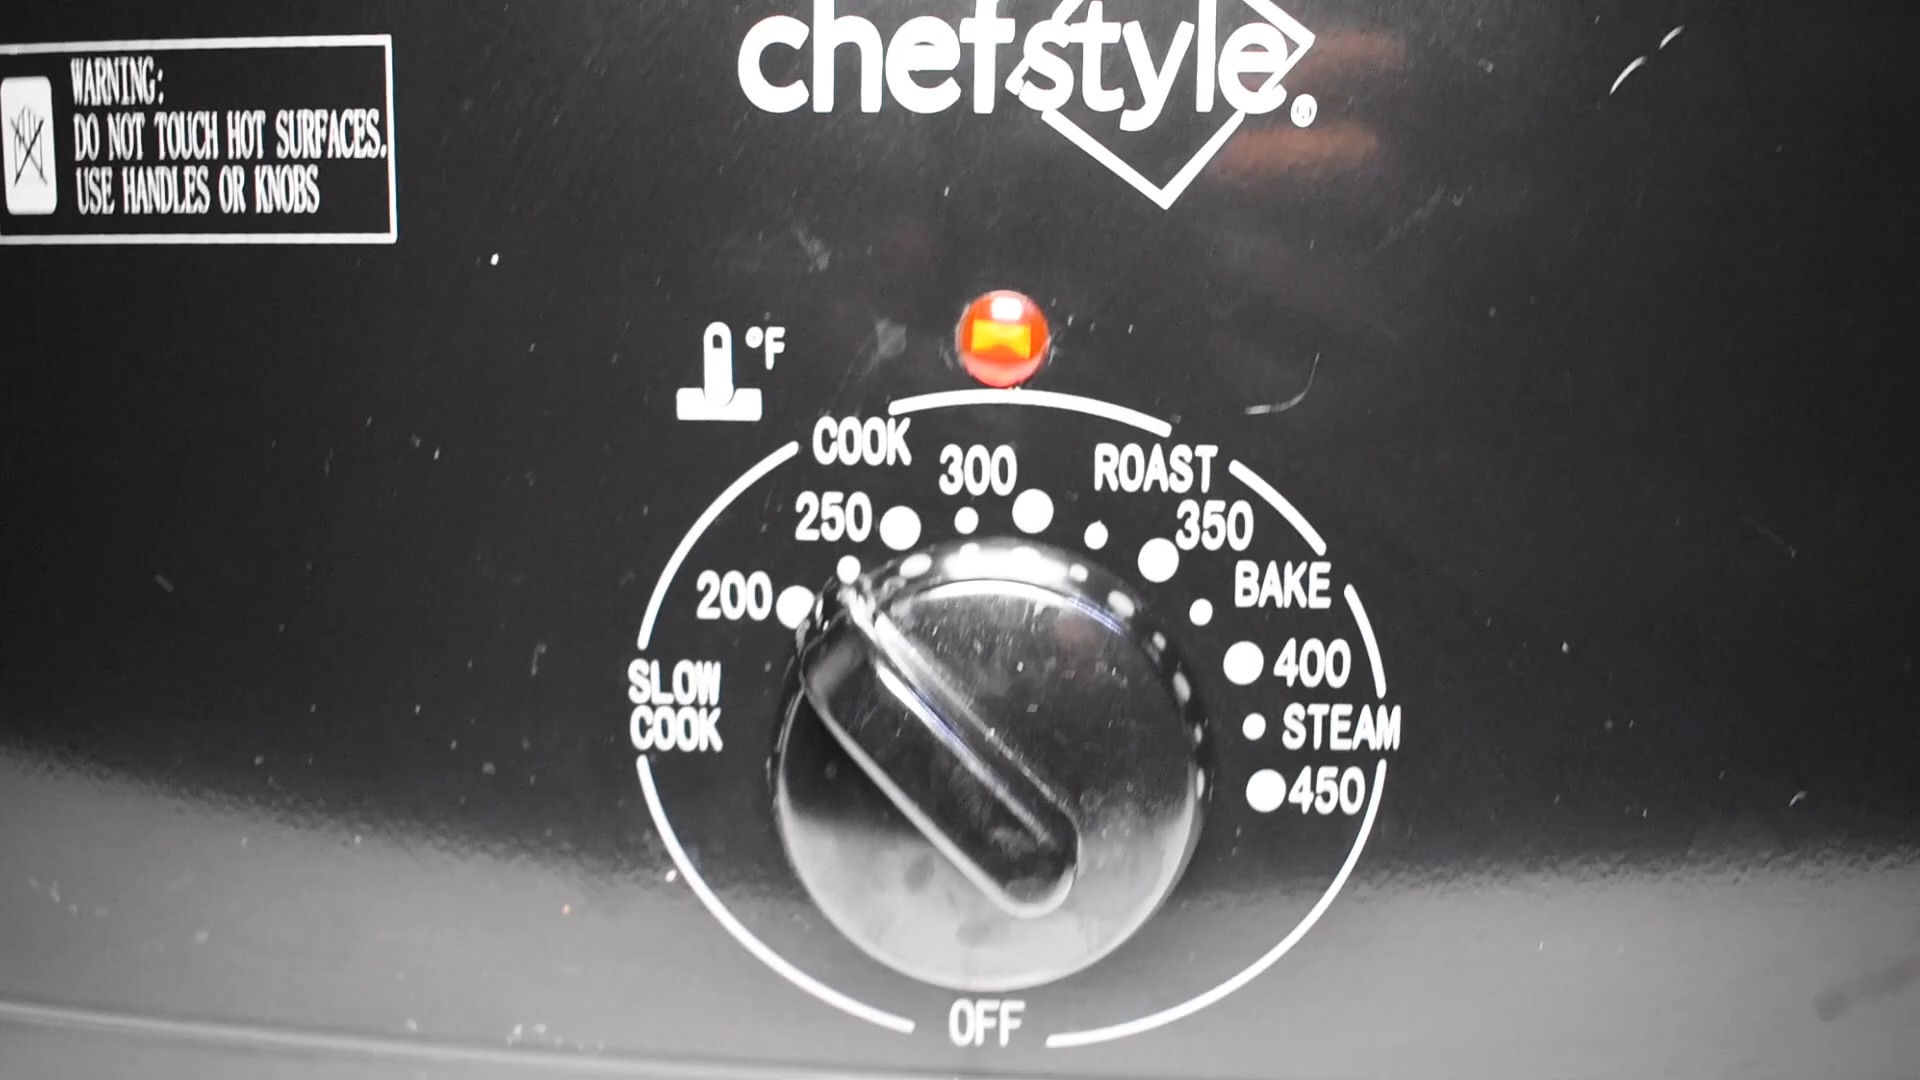 chefstyle®
WARNING:
DO NOT TOUCH HOT SURFACES.
USE HANDLES OR KNOBS
°F
COOK
300
ROAST
250
350
200
BAKE
400
SLOW
COOK
STEAM
450
OFF